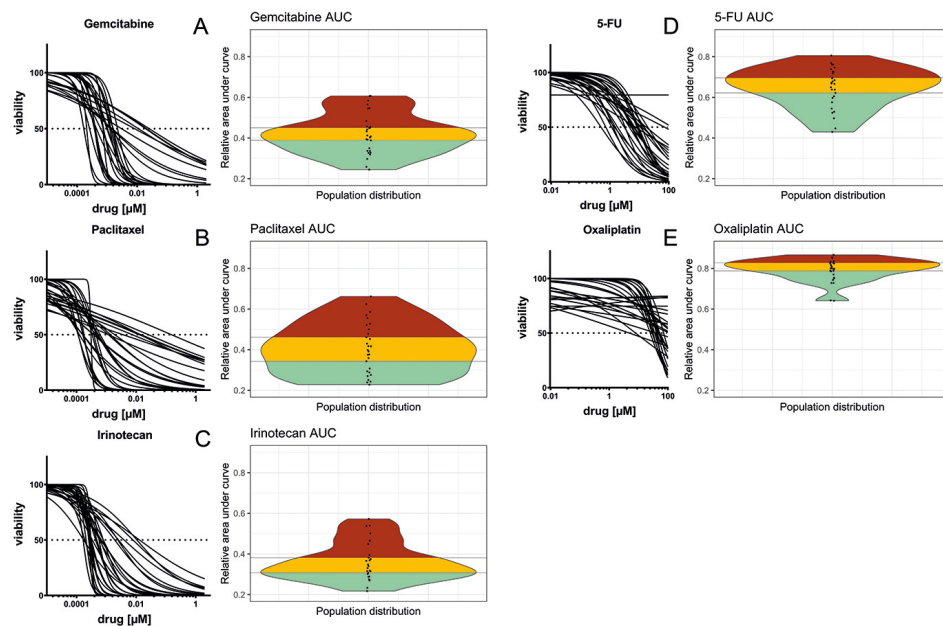 Gemcitabine
A
Gemcitabine AUC
viability
100
50
0
0.0001
0.01
1
drug [µM]
Relative area under curve
0.8
0.6
0.4
0.2
Population distribution
5-FU
D
5-FU AUC
viability
100
50
0
0.01
1
100
drug [µM]
Relative area under curve
0.8
0.6
0.4
0.2
Population distribution
Paclitaxel
B
Paclitaxel AUC
viability
100
50
0
0.0001
0.01
1
drug [µM]
Relative area under curve
0.8
0.6
0.4
0.2
Population distribution
Oxaliplatin
E
Oxaliplatin AUC
viability
100
50
0
0.01
1
100
drug [µM]
Relative area under curve
0.8
0.6
0.4
0.2
Population distribution
Irinotecan
C
Irinotecan AUC
viability
100
50
0
0.0001
0.01
1
drug [µM]
Relative area under curve
0.8
0.6
0.4
0.2
Population distribution